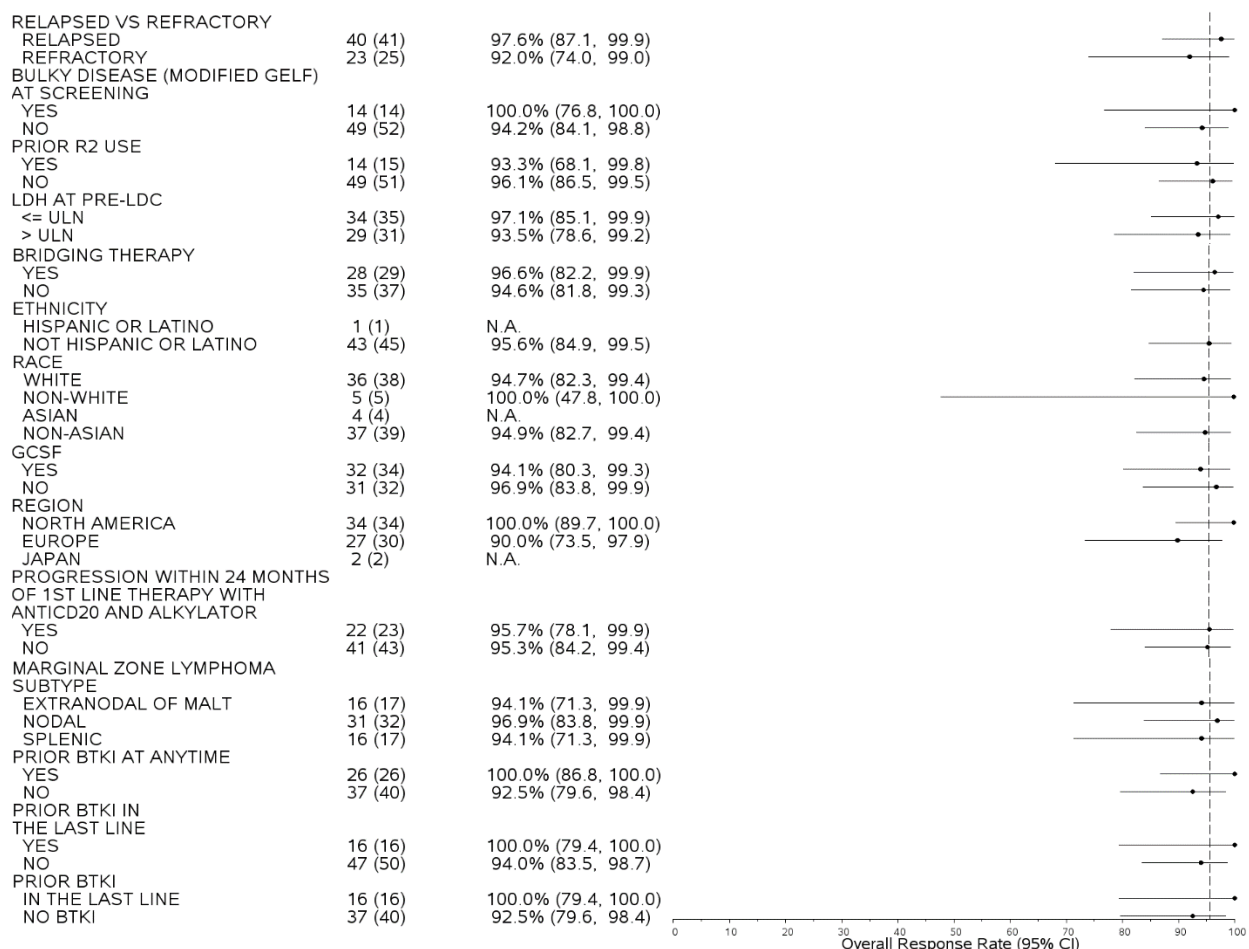 RELAPSED VS REFRACTORY
RELAPSED 40 (41) 97.6% (87.1, 99.9)
REFRACTORY 23 (25) 92.0% (74.0, 99.0)
BULKY DISEASE (MODIFIED GELF)
AT SCREENING
YES 14 (14) 100.0% (76.8, 100.0)
NO 49 (52) 94.2% (84.1, 98.8)
PRIOR R2 USE
YES 14 (15) 93.3% (68.1, 99.8)
NO 49 (51) 96.1% (86.5, 99.5)
LDH AT PRE-LDC
<= ULN 34 (35) 97.1% (85.1, 99.9)
> ULN 29 (31) 93.5% (78.6, 99.2)
BRIDGING THERAPY
YES 28 (29) 96.6% (82.2, 99.9)
NO 35 (37) 94.6% (81.8, 99.3)
ETHNICITY
HISPANIC OR LATINO 1 (1) N.A.
NOT HISPANIC OR LATINO 43 (45) 95.6% (84.9, 99.5)
RACE
WHITE 36 (38) 94.7% (82.3, 99.4)
NON-WHITE 5 (5) 100.0% (47.8, 100.0)
ASIAN 4 (4) N.A.
NON-ASIAN 37 (39) 94.9% (82.7, 99.4)
GCSF
YES 32 (34) 94.1% (80.3, 99.3)
NO 31 (32) 96.9% (83.8, 99.9)
REGION
NORTH AMERICA 34 (34) 100.0% (89.7, 100.0)
EUROPE 27 (30) 90.0% (73.5, 97.9)
JAPAN 2 (2) N.A.
PROGRESSION WITHIN 24 MONTHS
OF 1ST LINE THERAPY WITH
ANTICD20 AND ALKYLATOR
YES 22 (23) 95.7% (78.1, 99.9)
NO 41 (43) 95.3% (84.2, 99.4)
MARGINAL ZONE LYMPHOMA
SUBTYPE
EXTRANODAL OF MALT 16 (17) 94.1% (71.3, 99.9)
NODAL 31 (32) 96.9% (83.8, 99.9)
SPLENIC 16 (17) 94.1% (71.3, 99.9)
PRIOR BTKI AT ANYTIME
YES 26 (26) 100.0% (86.8, 100.0)
NO 37 (40) 92.5% (79.6, 98.4)
PRIOR BTKI IN
THE LAST LINE
YES 16 (16) 100.0% (79.4, 100.0)
NO 47 (50) 94.0% (83.5, 98.7)
PRIOR BTKI
IN THE LAST LINE 16 (16) 100.0% (79.4, 100.0)
NO BTKI 37 (40) 92.5% (79.6, 98.4)
0 10 20 30 40 50 60 70 80 90 100
Overall Response Rate (95% CI)